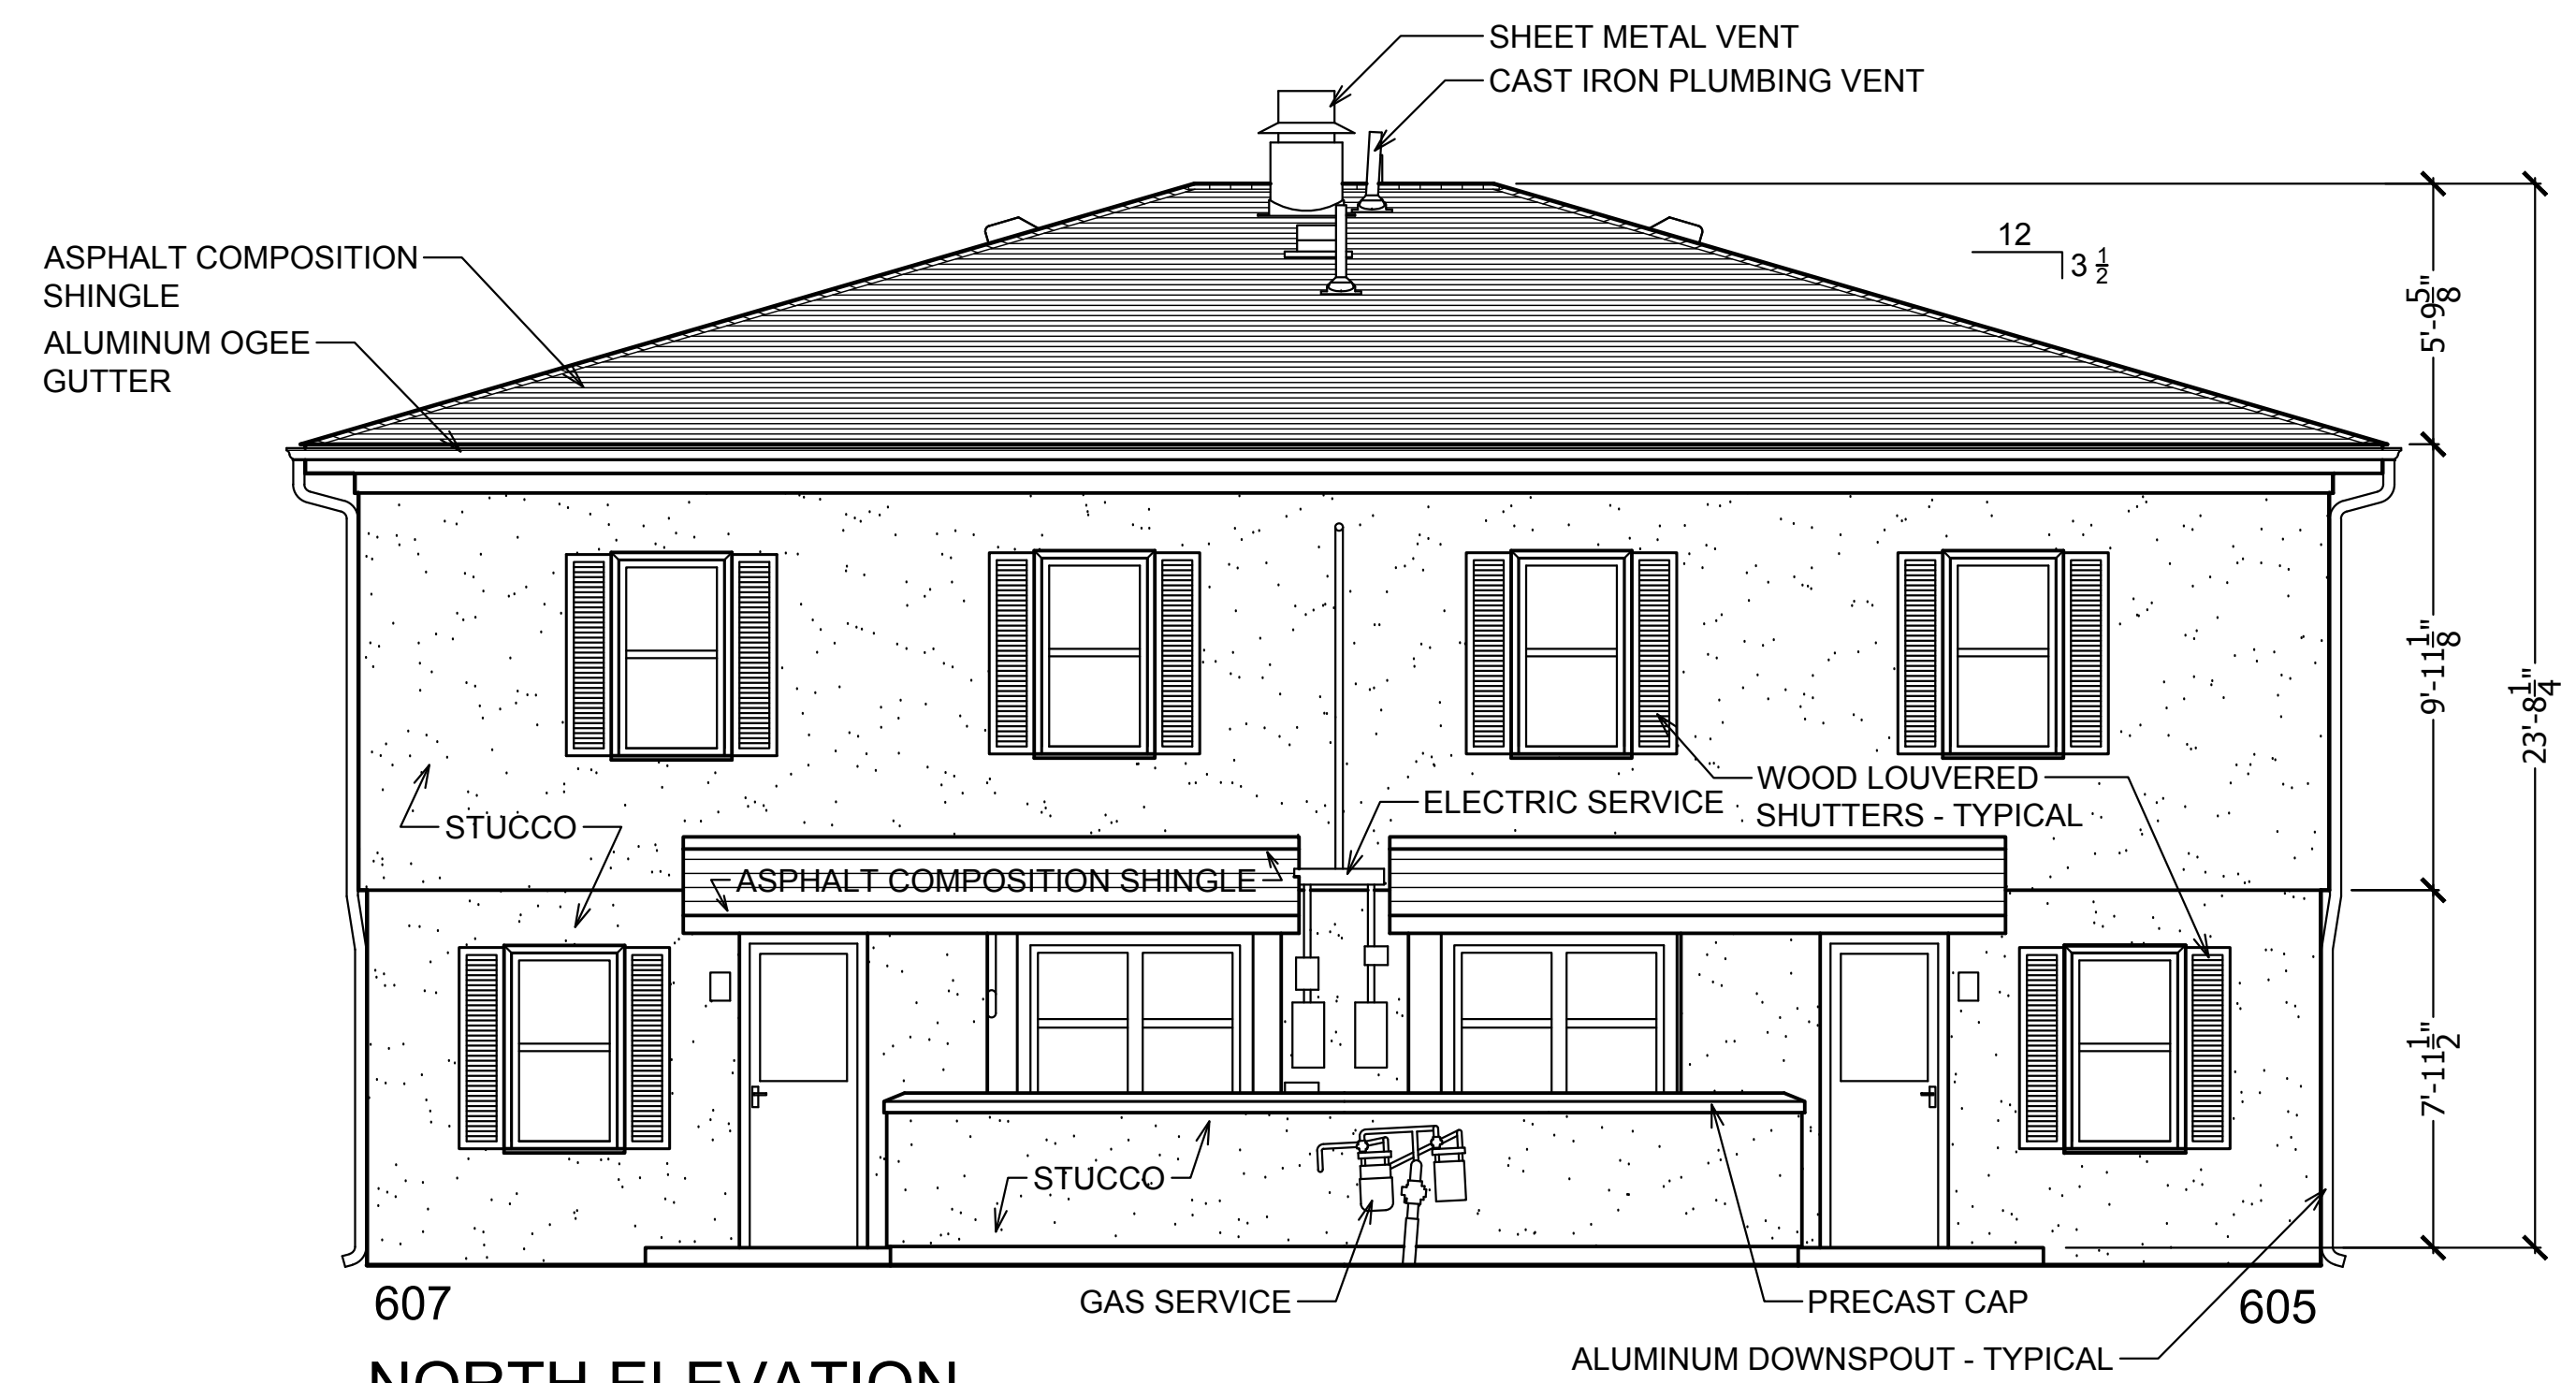 SHEET METAL VENT
CAST IRON PLUMBING VENT
12
3 1/2
ASPHALT COMPOSITION
SHINGLE
ALUMINUM OGEE
GUTTER
5'-9 5/8"
9'-11 1/8"
23'-8 1/4"
7'-11 1/2"
WOOD LOUVERED
SHUTTERS - TYPICAL
ELECTRIC SERVICE
STUCCO
ASPHALT COMPOSITION SHINGLE
STUCCO
GAS SERVICE
PRECAST CAP
607
605
ALUMINUM DOWNSPOUT - TYPICAL
NORTH ELEVATION